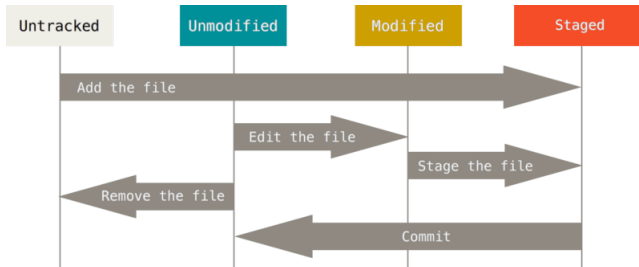 Untracked
Unmodified
Modified
Staged
Add the file
Edit the file
Stage the file
Remove the file
Commit